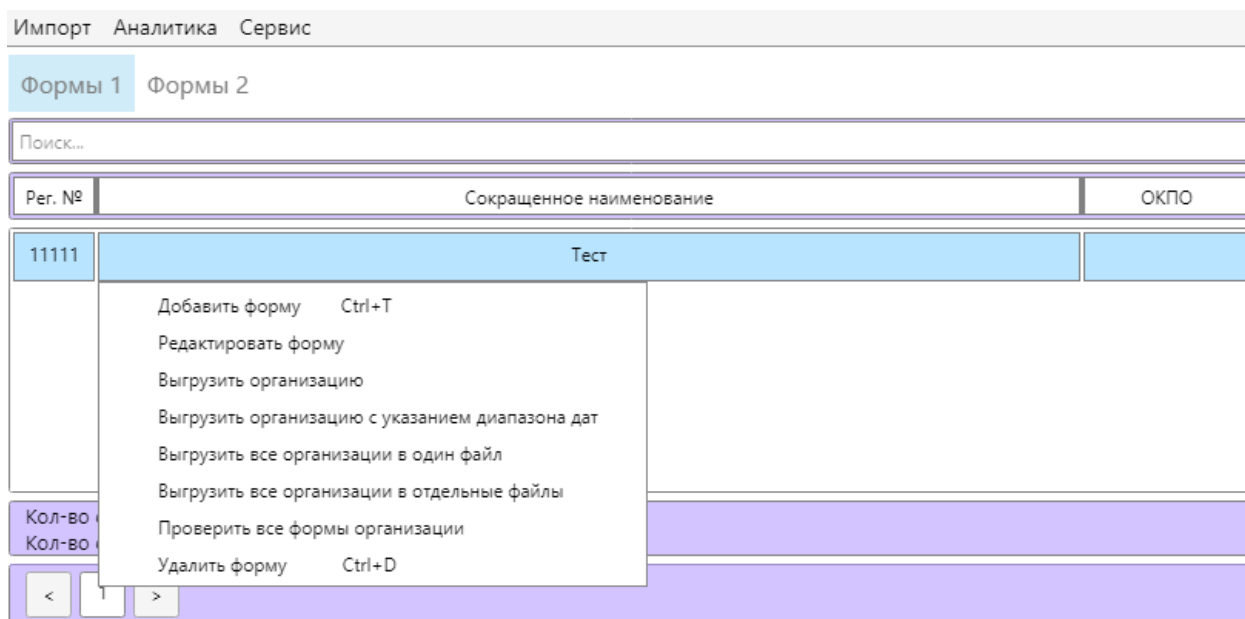 Импорт Аналитика Сервис
Формы 1 Формы 2
Поиск...
Рег. № Сокращенное наименование ОКПО
11111 Тест
Добавить форму Ctrl+T
Редактировать форму
Выгрузить организацию
Выгрузить организацию с указанием диапазона дат
Выгрузить все организации в один файл
Выгрузить все организации в отдельные файлы
Кол-во
Проверить все формы организации
Кол-во
Удалить форму Ctrl+D
< 1 >